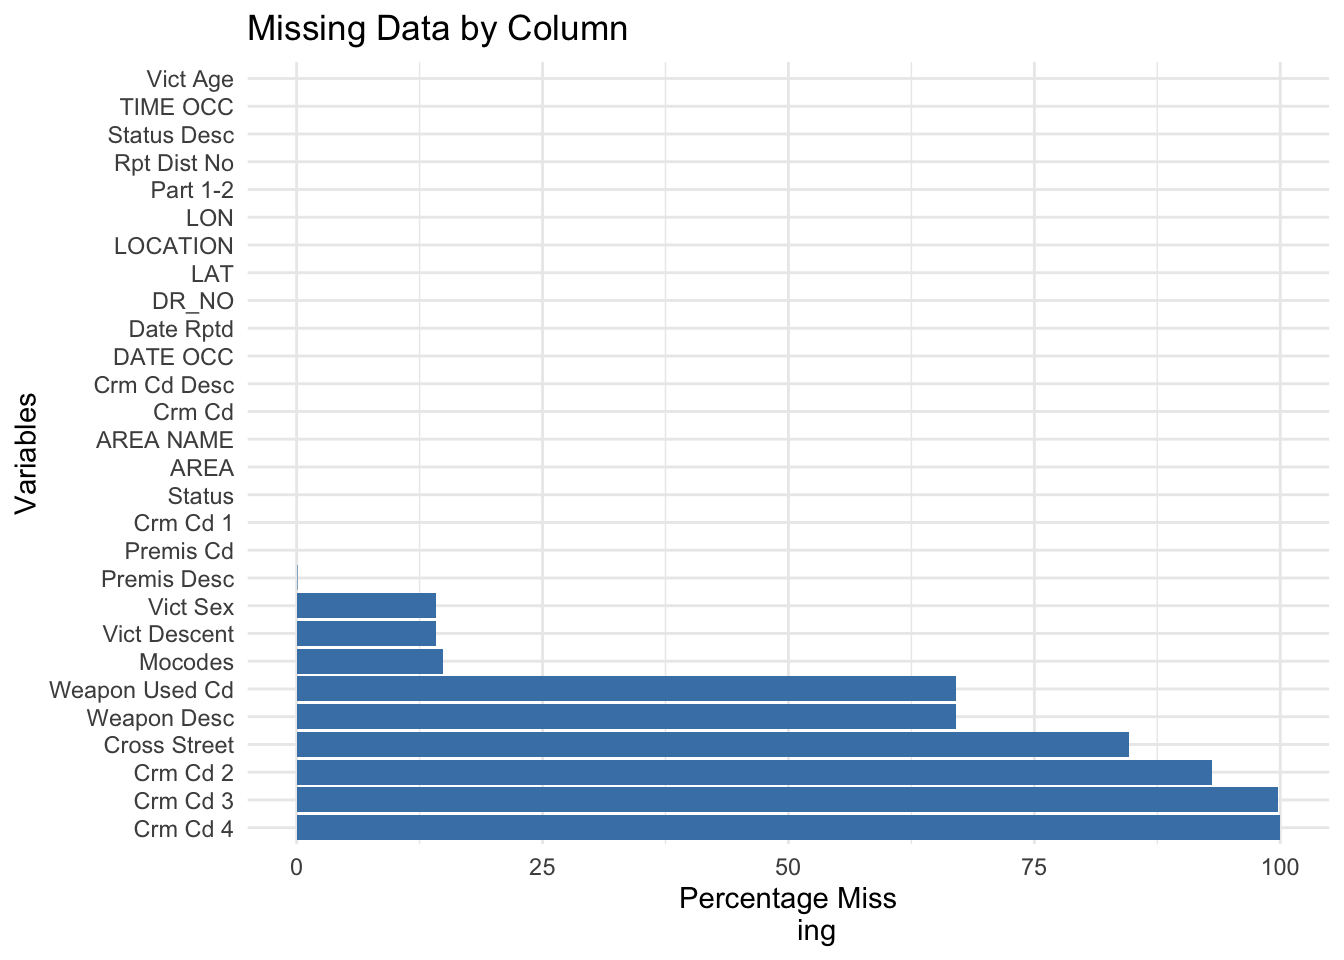 Missing Data by Column
Vict Age
TIME OCC
Status Desc
Rpt Dist No
Part 1-2
LON
LOCATION
LAT
DR_NO
Date Rptd
DATE OCC
Crm Cd Desc
Crm Cd
AREA NAME
AREA
Status
Crm Cd 1
Premis Cd
Premis Desc
Vict Sex
Vict Descent
Mocodes
Weapon Used Cd
Weapon Desc
Cross Street
Crm Cd 2
Crm Cd 3
Crm Cd 4
Variables
0 25 50 75 100
Percentage Miss
ing